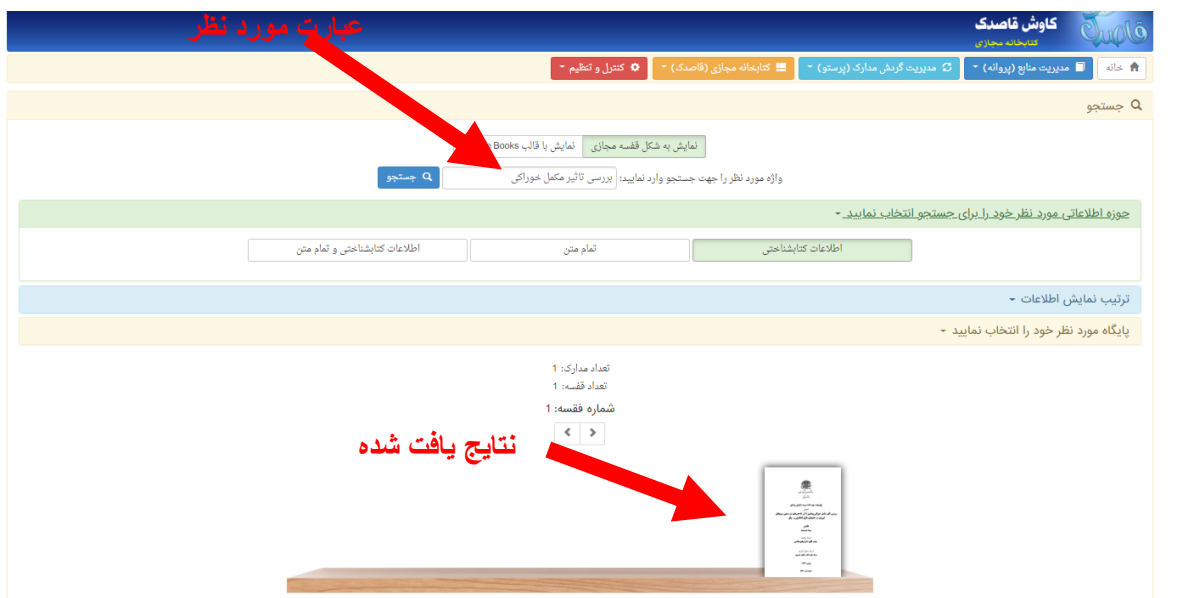 عبارت مورد نظر
کاوش قاصدک
کتابخانه مجازی
قاصدک
خانه
مدیریت منابع (پروانه)
مدیریت گردش مدارک (پرستو)
کتابخانه مجازی (قاصدک)
کنترل و تنظیم
جستجو
نمایش به شکل قفسه مجازی
نمایش با قالب Books
واژه مورد نظر را جهت جستجو وارد نمایید: بررسی تاثیر مکمل خوراکی جستجو
حوزه اطلاعاتی مورد نظر خود را برای جستجو انتخاب نمایید
اطلاعات کتابشناختی
تمام متن
اطلاعات کتابشناختی و تمام متن
ترتیب نمایش اطلاعات
پایگاه مورد نظر خود را انتخاب نمایید
تعداد مدارک: 1
تعداد قفسه: 1
شماره فقسه: 1
نتایج یافت شده